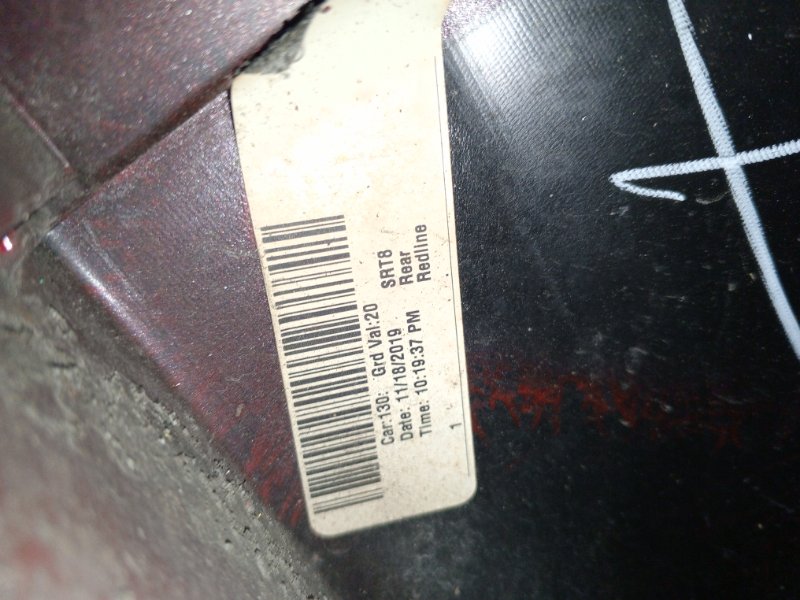 Car:130: Grd Val:20 SRT8
Date: 11/18/2019 Rear
Time: 10:19:37 PM Redline
1